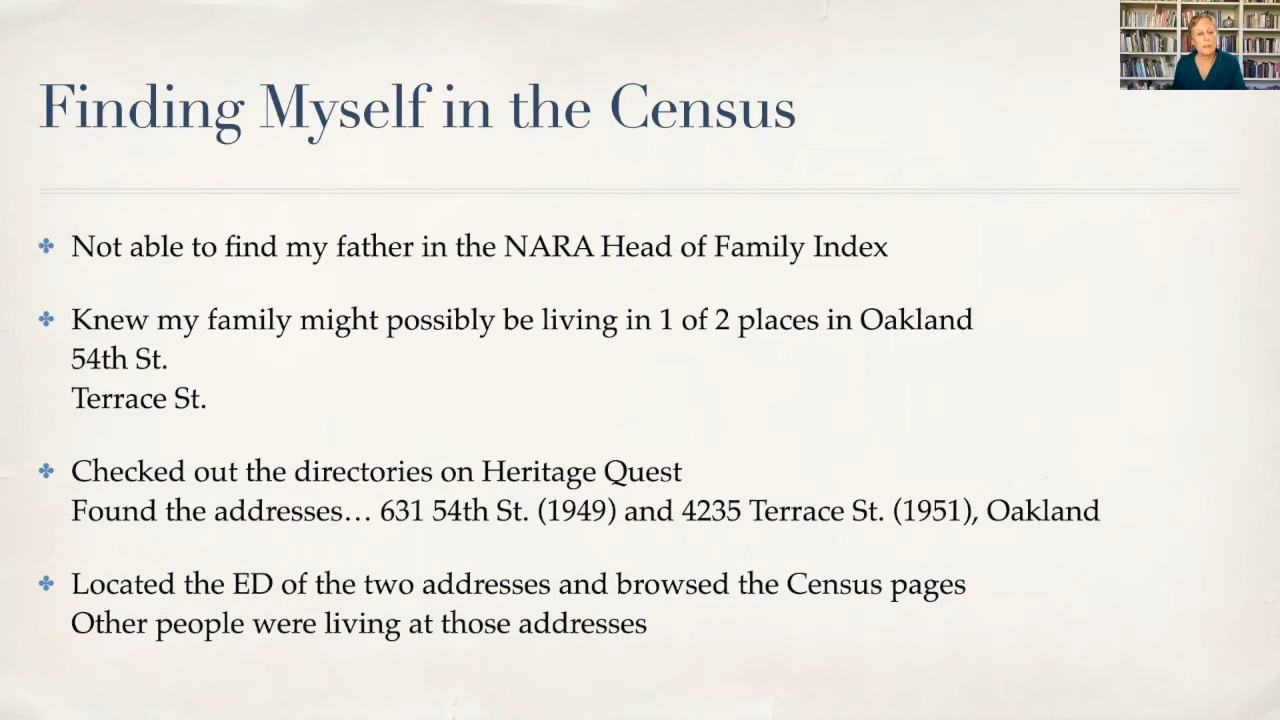 Finding Myself in the Census
Not able to find my father in the NARA Head of Family Index
Knew my family might possibly be living in 1 of 2 places in Oakland
54th St.
Terrace St.
Checked out the directories on Heritage Quest
Found the addresses… 631 54th St. (1949) and 4235 Terrace St. (1951), Oakland
Located the ED of the two addresses and browsed the Census pages
Other people were living at those addresses